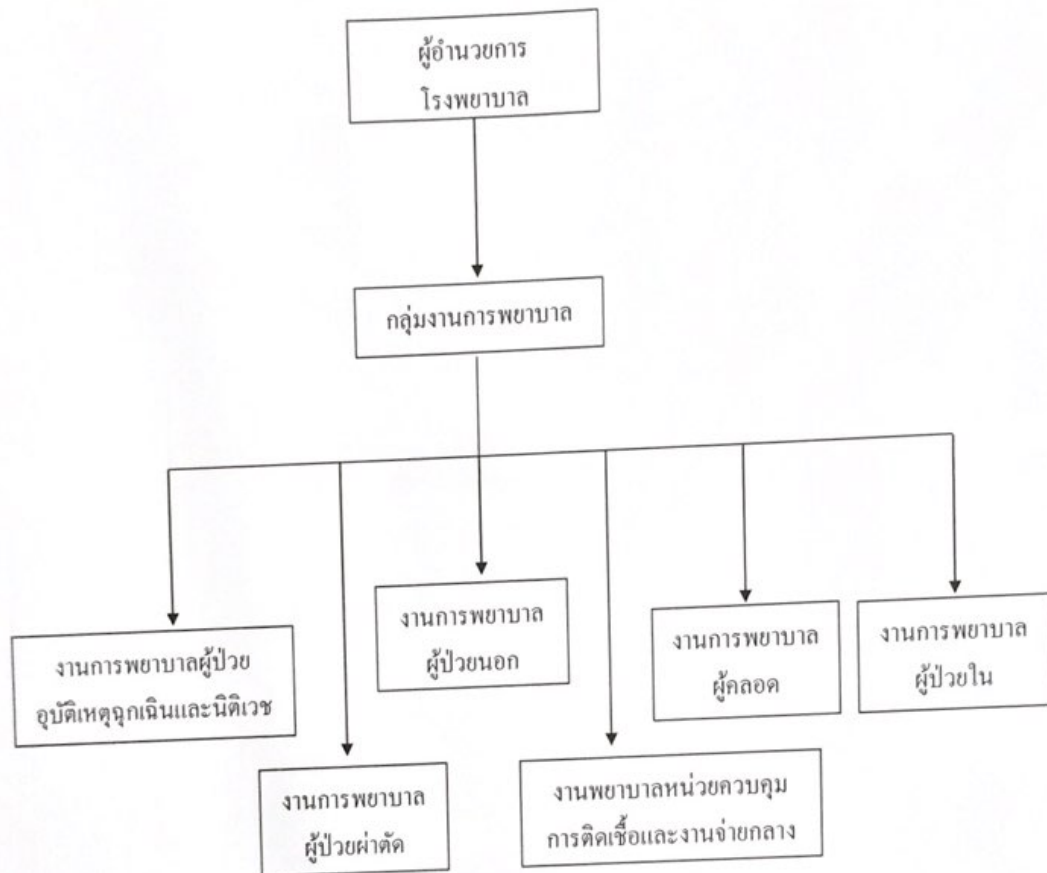 ผู้อำนวยการ
โรงพยาบาล
กลุ่มงานการพยาบาล
งานการพยาบาลผู้ป่วย
อุบัติเหตุฉุกเฉินและนิติเวช
งานการพยาบาล
ผู้ป่วยผ่าตัด
งานการพยาบาล
ผู้ป่วยนอก
งานพยาบาลหน่วยควบคุม
การติดเชื้อและงานจ่ายกลาง
งานการพยาบาล
ผู้คลอด
งานการพยาบาล
ผู้ป่วยใน